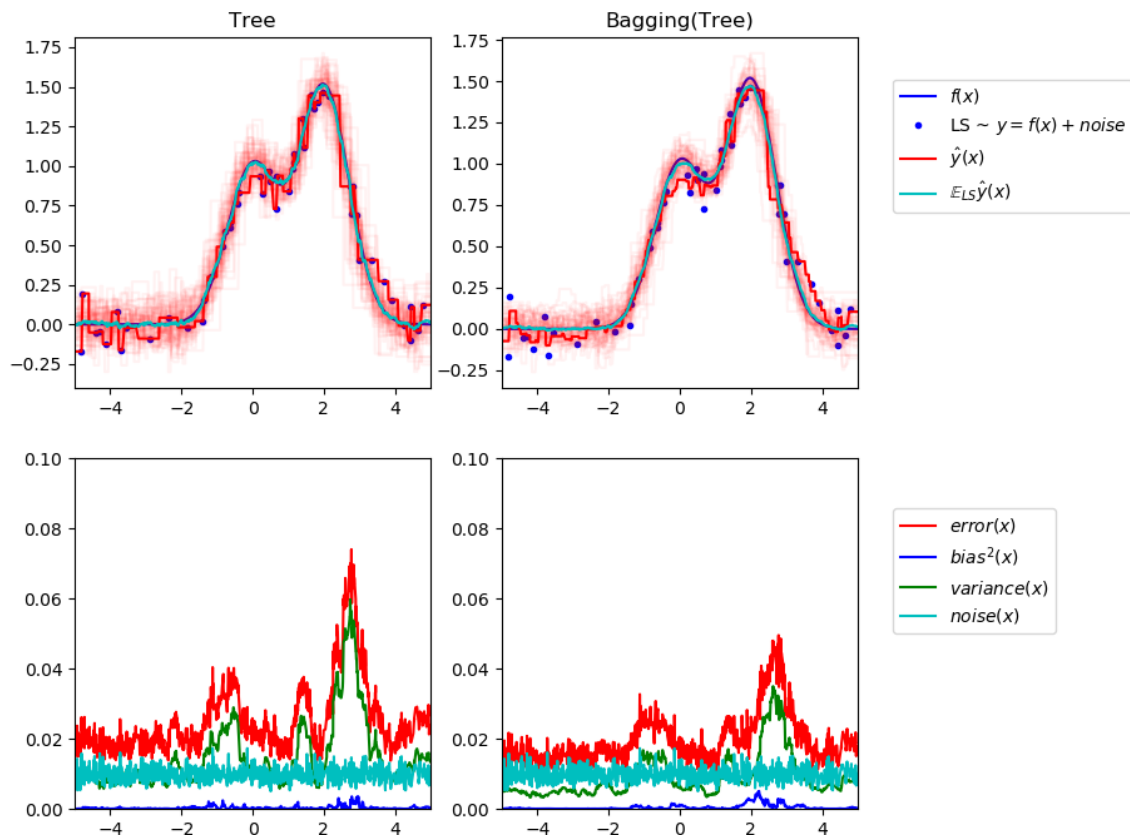 Tree
Bagging(Tree)
1.75
1.50
1.25
1.00
0.75
0.50
0.25
0.00
−0.25
−4 −2 0 2 4
1.75
1.50
1.25
1.00
0.75
0.50
0.25
0.00
−0.25
−4 −2 0 2 4
f(x)
LS ~ y = f(x) + noise
ŷ(x)
𝔼_{LS} ŷ(x)
0.10
0.08
0.06
0.04
0.02
0.00
−4 −2 0 2 4
0.10
0.08
0.06
0.04
0.02
0.00
−4 −2 0 2 4
error(x)
bias²(x)
variance(x)
noise(x)